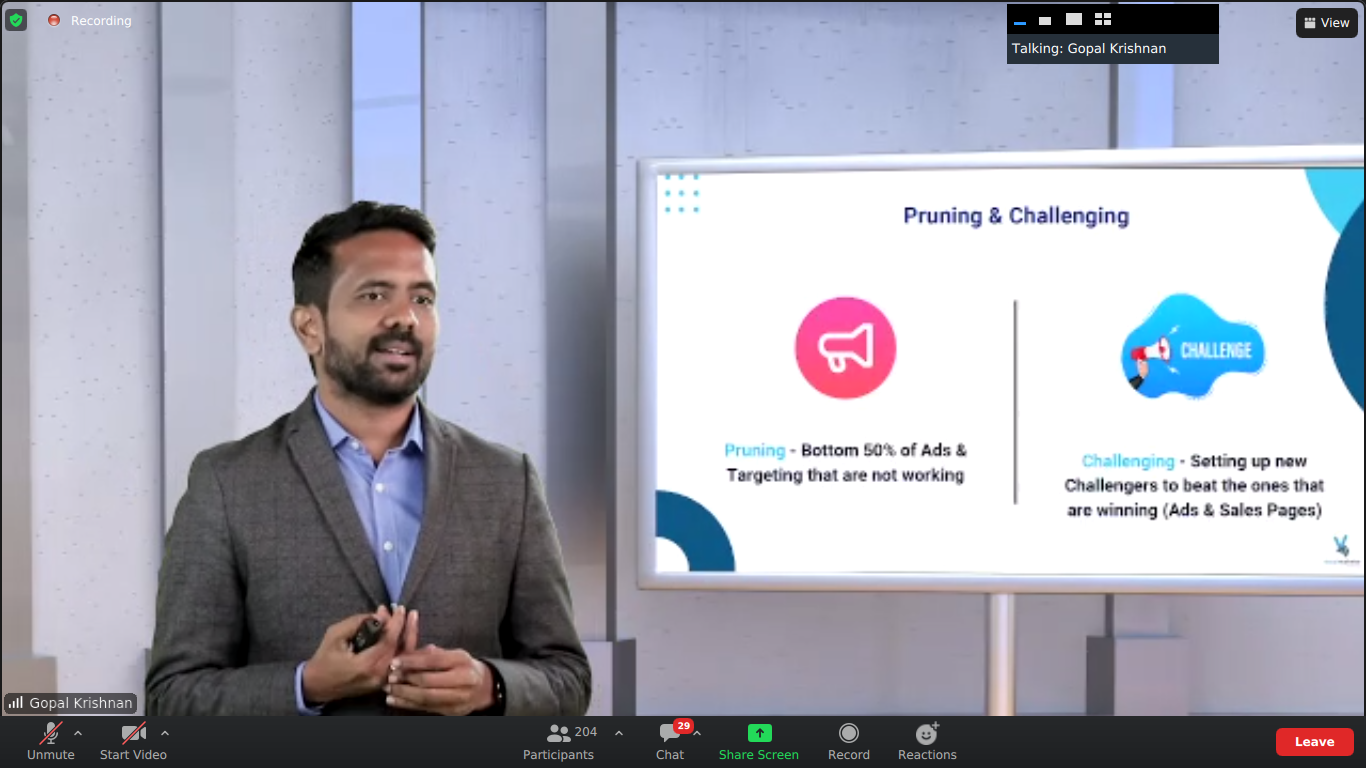 Recording
Talking: Gopal Krishnan
View
Pruning & Challenging
CHALLENGE
Pruning - Bottom 50% of Ads &
Targeting that are not working
Challenging - Setting up new
Challengers to beat the ones that
are winning (Ads & Sales Pages)
Gopal Krishnan
Unmute
Start Video
204
Participants
29
Chat
Share Screen
Record
Reactions
Leave